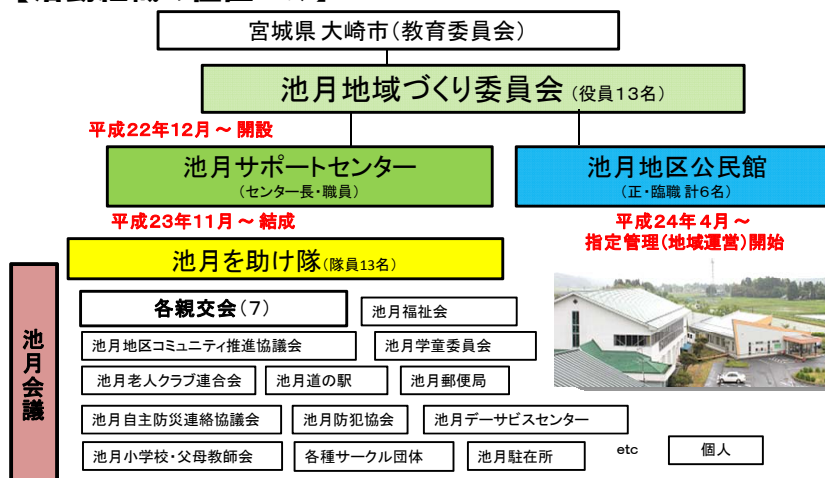 宮城県 大崎市(教育委員会)
池月地域づくり委員会 (役員13名)
平成22年12月～ 開設
池月サポートセンター
(センター長・職員)
池月地区公民館
(正・臨職 計6名)
平成23年11月～ 結成
平成24年4月～
指定管理(地域運営)開始
池月を助け隊(隊員13名)
池月会議
各親交会(7)
池月福祉会
池月地区コミュニティ推進協議会
池月学童委員会
池月老人クラブ連合会
池月道の駅
池月郵便局
池月自主防災連絡協議会
池月防犯協会
池月デーサビスセンター
池月小学校・父母教師会
各種サークル団体
池月駐在所
etc
個人